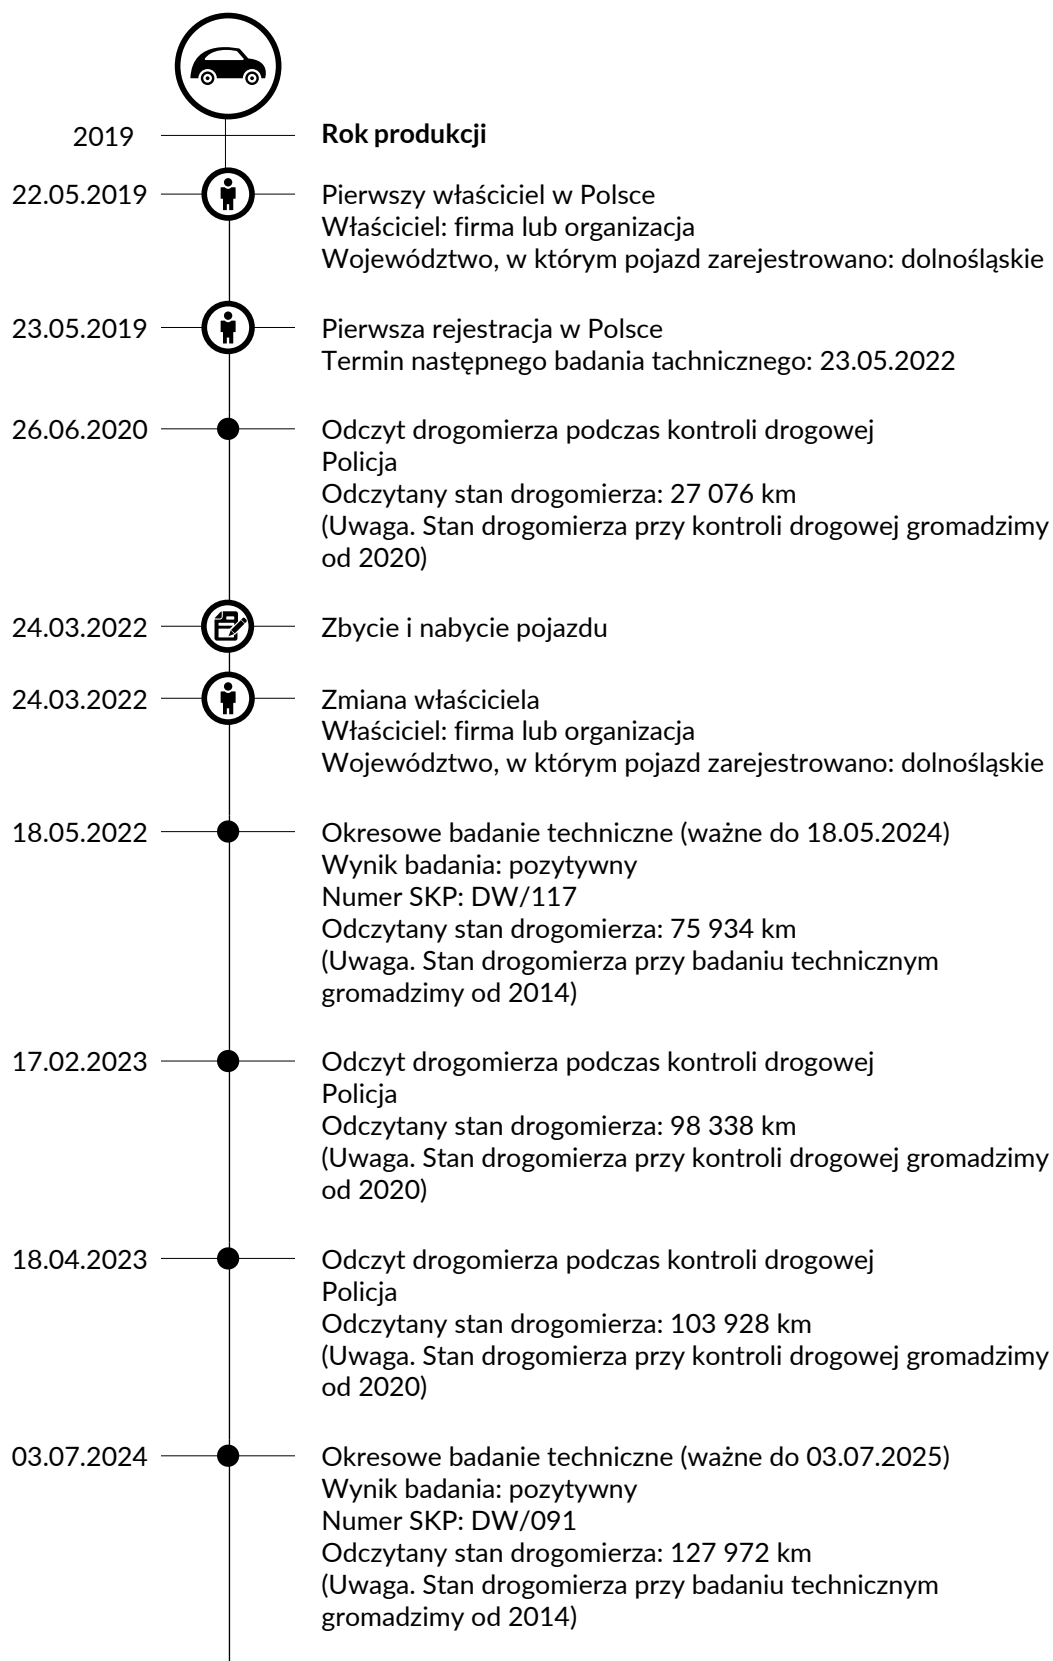 2019 Rok produkcji
22.05.2019 Pierwszy właściciel w Polsce
Właściciel: firma lub organizacja
Województwo, w którym pojazd zarejestrowano: dolnośląskie
23.05.2019 Pierwsza rejestracja w Polsce
Termin następnego badania tachnicznego: 23.05.2022
26.06.2020 Odczyt drogomierza podczas kontroli drogowej
Policja
Odczytany stan drogomierza: 27 076 km
(Uwaga. Stan drogomierza przy kontroli drogowej gromadzimy
od 2020)
24.03.2022 Zbycie i nabycie pojazdu
24.03.2022 Zmiana właściciela
Właściciel: firma lub organizacja
Województwo, w którym pojazd zarejestrowano: dolnośląskie
18.05.2022 Okresowe badanie techniczne (ważne do 18.05.2024)
Wynik badania: pozytywny
Numer SKP: DW/117
Odczytany stan drogomierza: 75 934 km
(Uwaga. Stan drogomierza przy badaniu technicznym
gromadzimy od 2014)
17.02.2023 Odczyt drogomierza podczas kontroli drogowej
Policja
Odczytany stan drogomierza: 98 338 km
(Uwaga. Stan drogomierza przy kontroli drogowej gromadzimy
od 2020)
18.04.2023 Odczyt drogomierza podczas kontroli drogowej
Policja
Odczytany stan drogomierza: 103 928 km
(Uwaga. Stan drogomierza przy kontroli drogowej gromadzimy
od 2020)
03.07.2024 Okresowe badanie techniczne (ważne do 03.07.2025)
Wynik badania: pozytywny
Numer SKP: DW/091
Odczytany stan drogomierza: 127 972 km
(Uwaga. Stan drogomierza przy badaniu technicznym
gromadzimy od 2014)